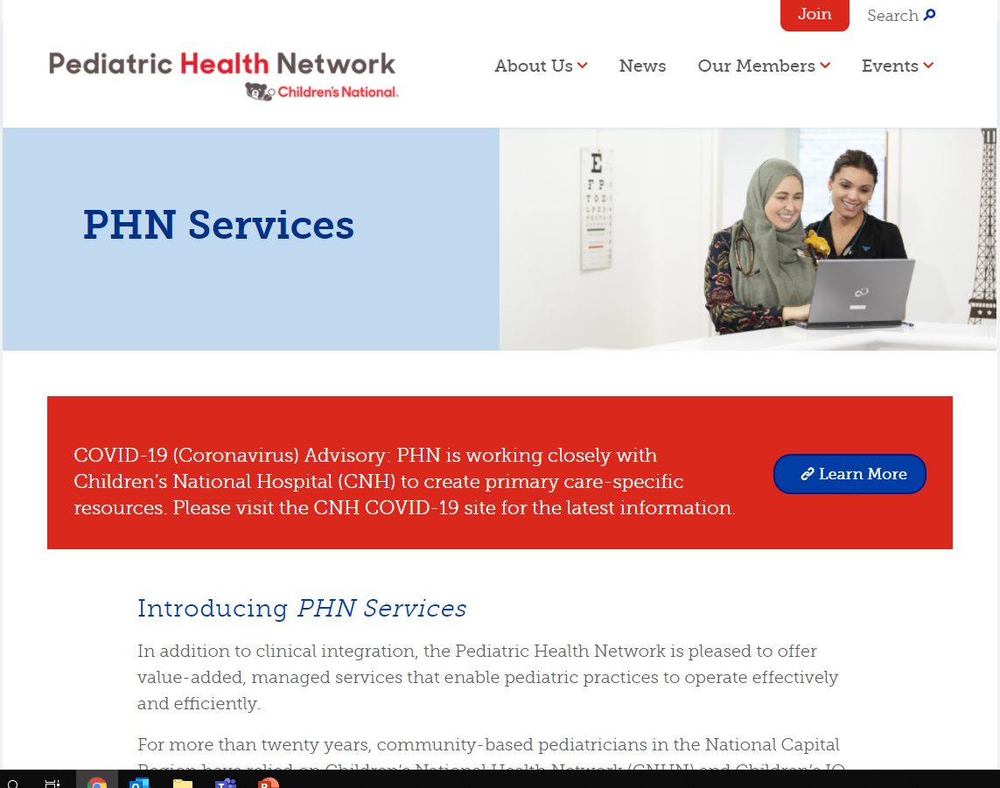 Join Search
Pediatric Health Network
Children's National.
About Us News Our Members Events
PHN Services
E
F P
T O Z
COVID-19 (Coronavirus) Advisory: PHN is working closely with
Children's National Hospital (CNH) to create primary care-specific
resources. Please visit the CNH COVID-19 site for the latest information.
Learn More
Introducing PHN Services
In addition to clinical integration, the Pediatric Health Network is pleased to offer
value-added, managed services that enable pediatric practices to operate effectively
and efficiently.
For more than twenty years, community-based pediatricians in the National Capital
Region have relied on Children's National Health Network (CNHN) and Children's IQ